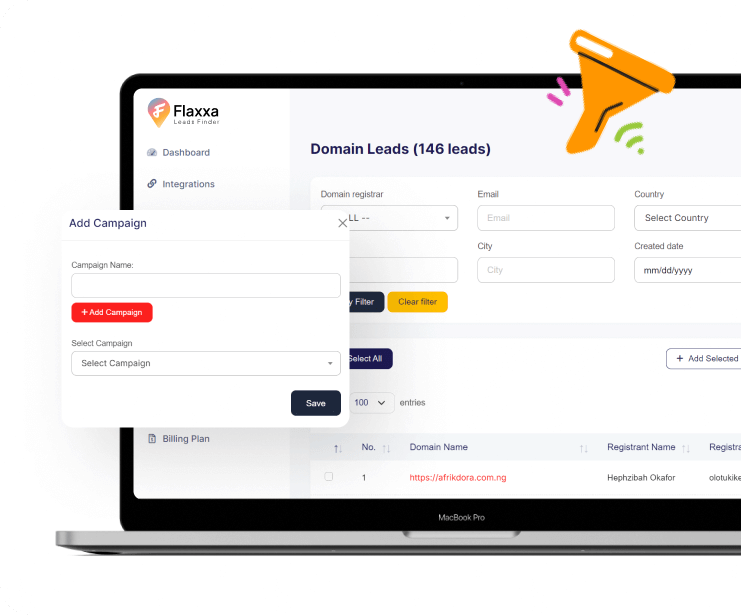 Flaxxa
Leads Finder
Dashboard
Integrations
Domain Leads (146 leads)
Domain registrar
Email
Country
LL --
Email
Select Country
City
Created date
City
mm/dd/yyyy
y Filter
Clear filter
Add Campaign
Campaign Name:
+ Add Campaign
Select Campaign
Select Campaign
Save
Select All
+ Add Selected
100
entries
Billing Plan
No.
Domain Name
Registrant Name
Registra
1
https://afrikdora.com.ng
Hephzibah Okafor
olotukike
MacBook Pro